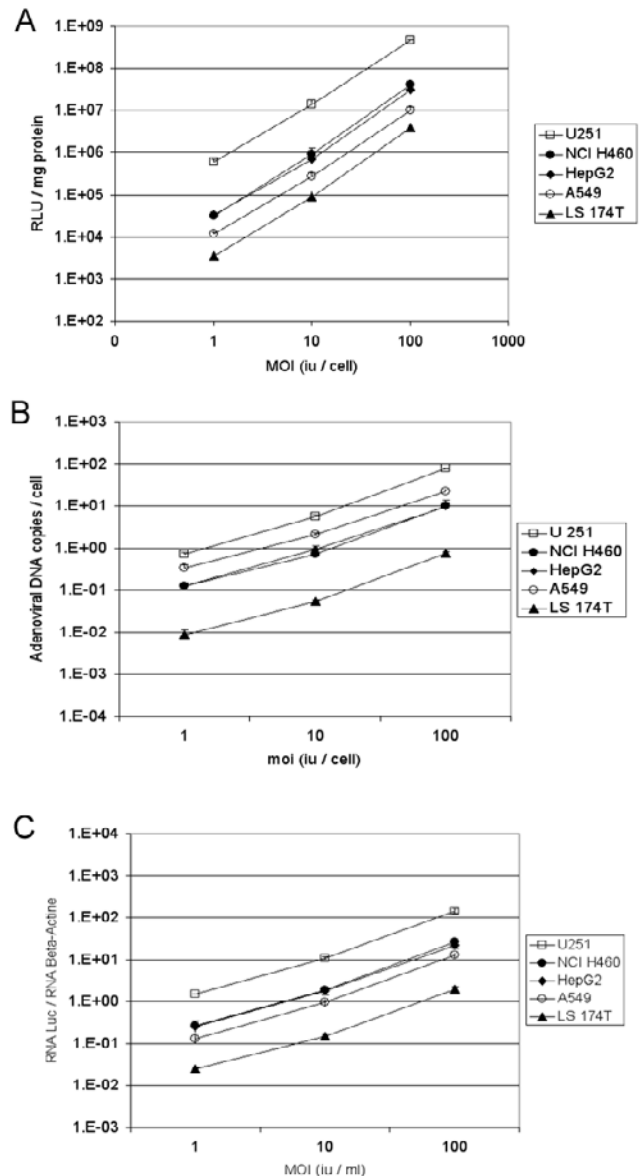 A
1.E+09
1.E+08
1.E+07
1.E+06
1.E+05
1.E+04
1.E+03
1.E+02
RLU / mg protein
0 1 10 100 1000
MOI (iu / cell)
U251
NCI H460
HepG2
A549
LS 174T
B
1.E+03
1.E+02
1.E+01
1.E+00
1.E-01
1.E-02
1.E-03
1.E-04
Adenoviral DNA copies / cell
1 10 100
moi (iu / cell)
U 251
NCI H460
HepG2
A549
LS 174T
C
1.E+04
1.E+03
1.E+02
1.E+01
1.E+00
1.E-01
1.E-02
1.E-03
RNA Luc / RNA Beta-Actine
1 10 100
MOI (iu / ml)
U251
NCI H460
HepG2
A549
LS 174T